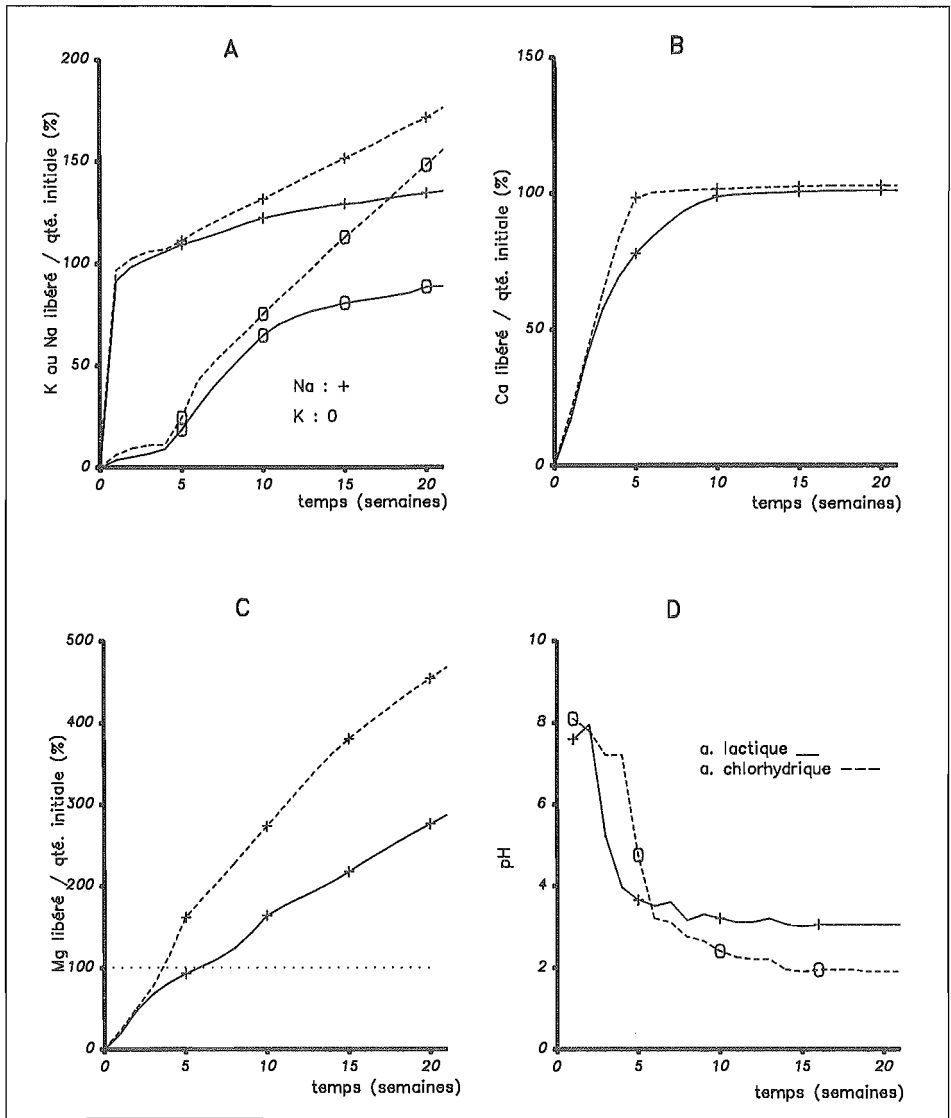 A
K au Na libéré / qté. initiale (%)
200
150
100
50
0
Na : +
K : 0
0 5 10 15 20
temps (semaines)
B
Ca libéré / qté. initiale (%)
150
100
50
0
0 5 10 15 20
temps (semaines)
C
Mg libéré / qté. initiale (%)
500
400
300
200
100
0
0 5 10 15 20
temps (semaines)
D
pH
10
8
6
4
2
0
a. lactique
a. chlorhydrique
0 5 10 15 20
temps (semaines)